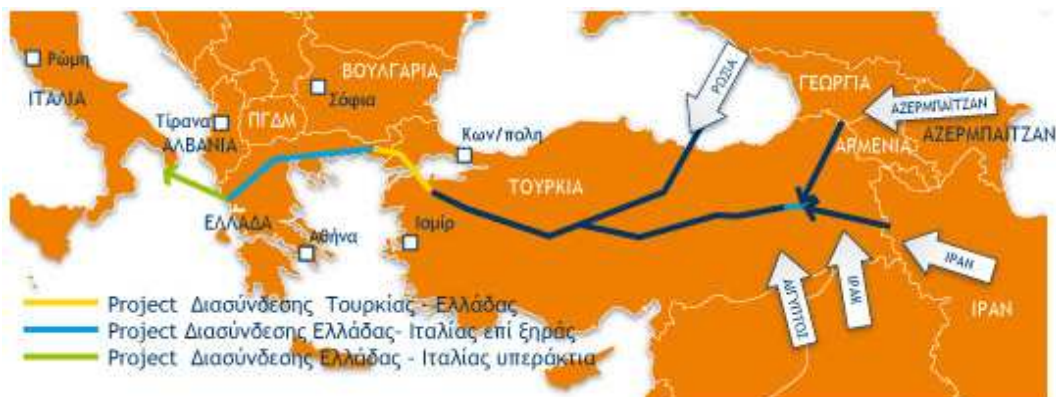 Ρώμη
ΙΤΑΛΙΑ
ΒΟΥΛΓΑΡΙΑ
Σόφια
ΠΓΔΜ
Τίρανα
ΑΛΒΑΝΙΑ
Κων/πολη
ΡΩΣΙΑ
ΓΕΩΡΓΙΑ
ΑΖΕΡΜΠΑΙΤΖΑΝ
ΑΖΕΡΜΠΑΙΤΖΑΝ
ARMENIA
ΤΟΥΡΚΙΑ
ΕΛΛΑΔΑ
Αθήνα
Ισμίρ
ΙΡΑΝ
ΙΡΑΚ
ΑΙΓΥΠΤΟΣ
ΙΡΑΝ
Project Διασύνδεσης Τουρκίας - Ελλάδας
Project Διασύνδεσης Ελλάδας- Ιταλίας επί ξηράς
Project Διασύνδεσης Ελλάδας - Ιταλίας υπεράκτια